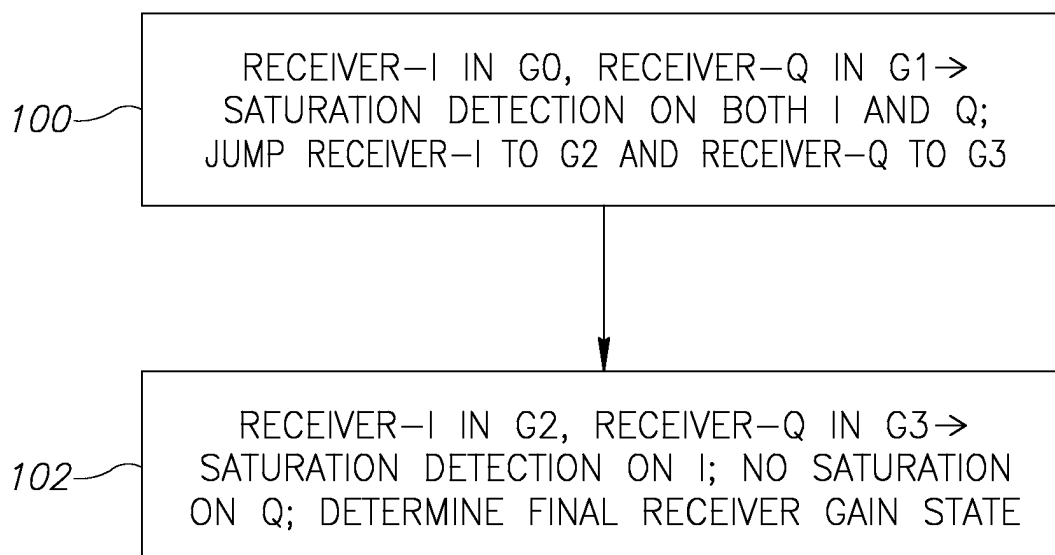 RECEIVER-I IN G0, RECEIVER-Q IN G1→
SATURATION DETECTION ON BOTH I AND Q;
JUMP RECEIVER-I TO G2 AND RECEIVER-Q TO G3
100
RECEIVER-I IN G2, RECEIVER-Q IN G3→
SATURATION DETECTION ON I; NO SATURATION
ON Q; DETERMINE FINAL RECEIVER GAIN STATE
102